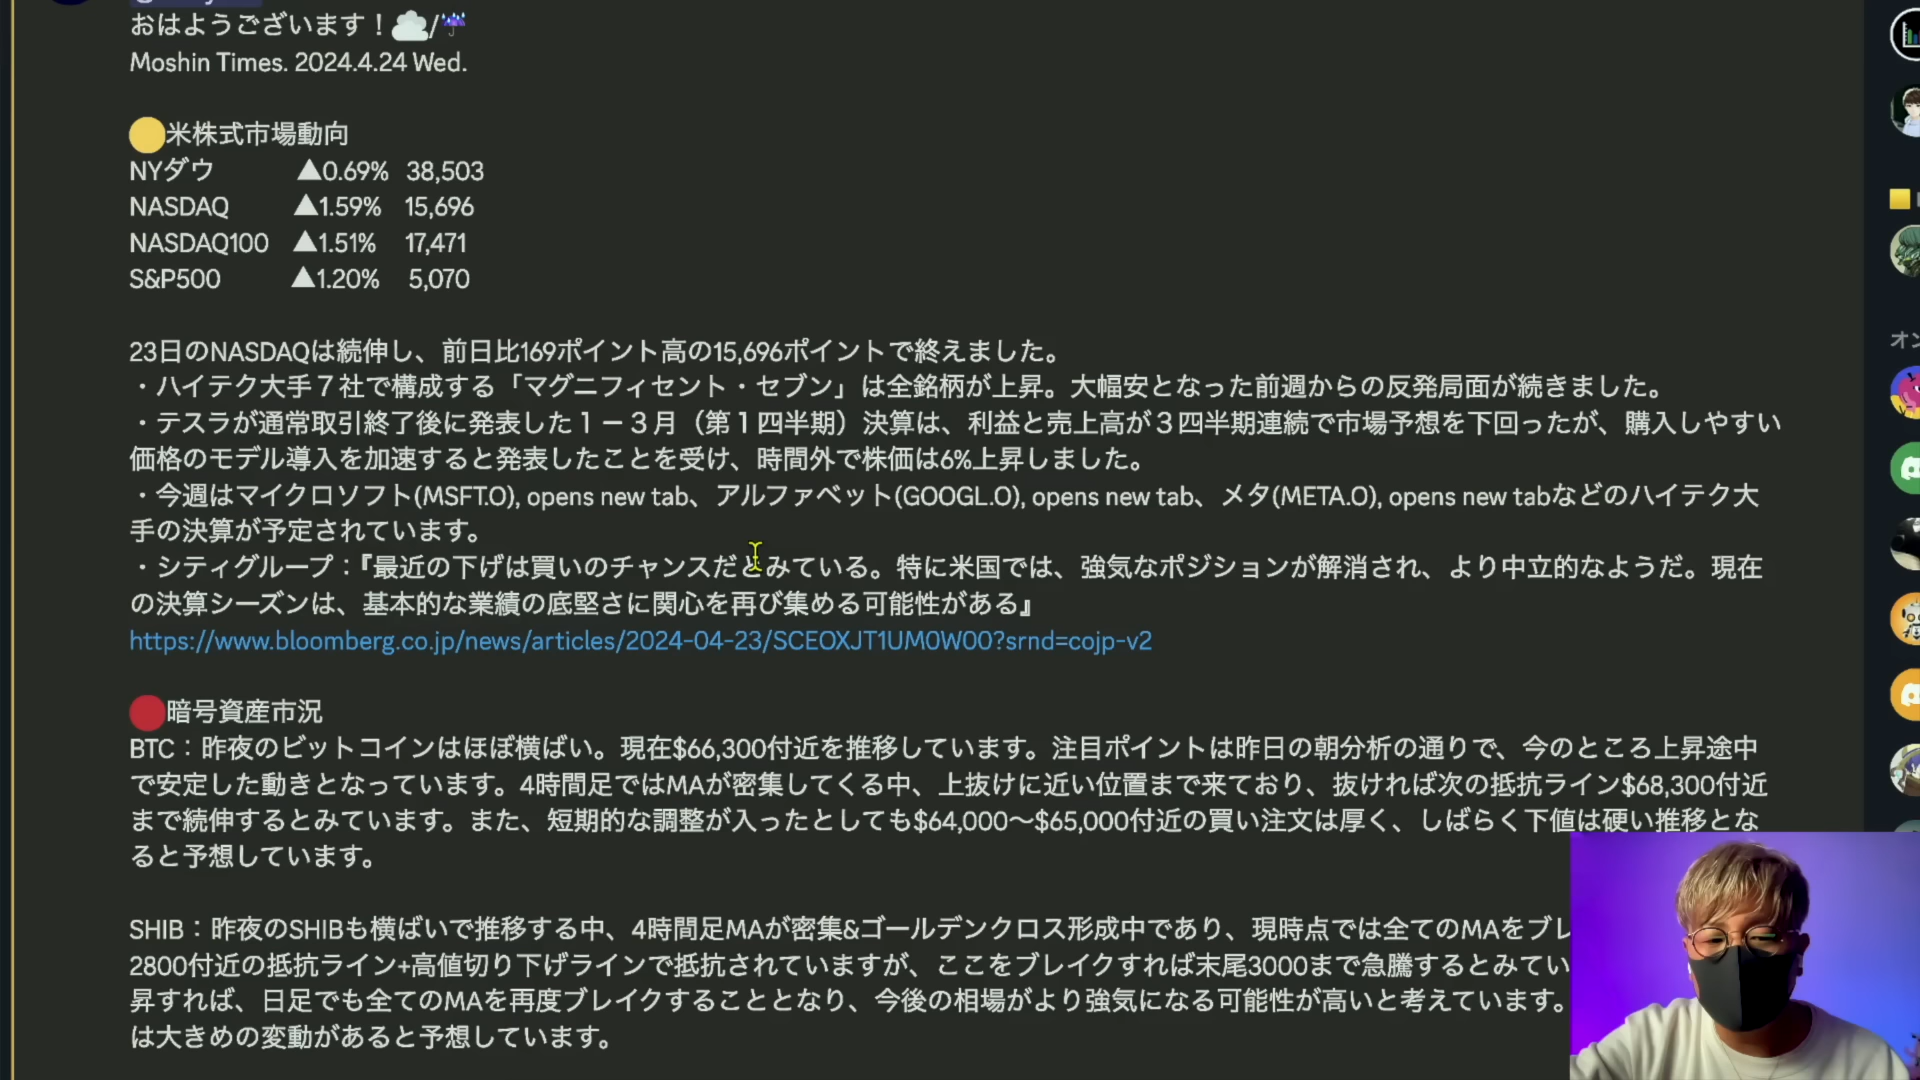 おはようございます！☁/☔
Moshin Times. 2024.4.24 Wed.
米株式市場動向
NYダウ ▲0.69% 38,503
NASDAQ ▲1.59% 15,696
NASDAQ100 ▲1.51% 17,471
S&P500 ▲1.20% 5,070
23日のNASDAQは続伸し、前日比169ポイント高の15,696ポイントで終えました。
・ハイテク大手７社で構成する「マグニフィセント・セブン」は全銘柄が上昇。大幅安となった前週からの反発局面が続きました。
・テスラが通常取引終了後に発表した１－３月（第１四半期）決算は、利益と売上高が３四半期連続で市場予想を下回ったが、購入しやすい
価格のモデル導入を加速すると発表したことを受け、時間外で株価は6%上昇しました。
・今週はマイクロソフト(MSFT.O), opens new tab、アルファベット(GOOGL.O), opens new tab、メタ(META.O), opens new tabなどのハイテク大
手の決算が予定されています。
・シティグループ：『最近の下げは買いのチャンスだとみている。特に米国では、強気なポジションが解消され、より中立的なようだ。現在
の決算シーズンは、基本的な業績の底堅さに関心を再び集める可能性がある』
https://www.bloomberg.co.jp/news/articles/2024-04-23/SCEOXJT1UM0W00?srnd=cojp-v2
暗号資産市況
BTC：昨夜のビットコインはほぼ横ばい。現在$66,300付近を推移しています。注目ポイントは昨日の朝分析の通りで、今のところ上昇途中
で安定した動きとなっています。4時間足ではMAが密集してくる中、上抜けに近い位置まで来ており、抜ければ次の抵抗ライン$68,300付近
まで続伸するとみています。また、短期的な調整が入ったとしても$64,000〜$65,000付近の買い注文は厚く、しばらく下値は硬い推移とな
ると予想しています。
SHIB：昨夜のSHIBも横ばいで推移する中、4時間足MAが密集&ゴールデンクロス形成中であり、現時点では全てのMAをブレ
2800付近の抵抗ライン+高値切り下げラインで抵抗されていますが、ここをブレイクすれば末尾3000まで急騰するとみてい
昇すれば、日足でも全てのMAを再度ブレイクすることとなり、今後の相場がより強気になる可能性が高いと考えています。
は大きめの変動があると予想しています。
オン